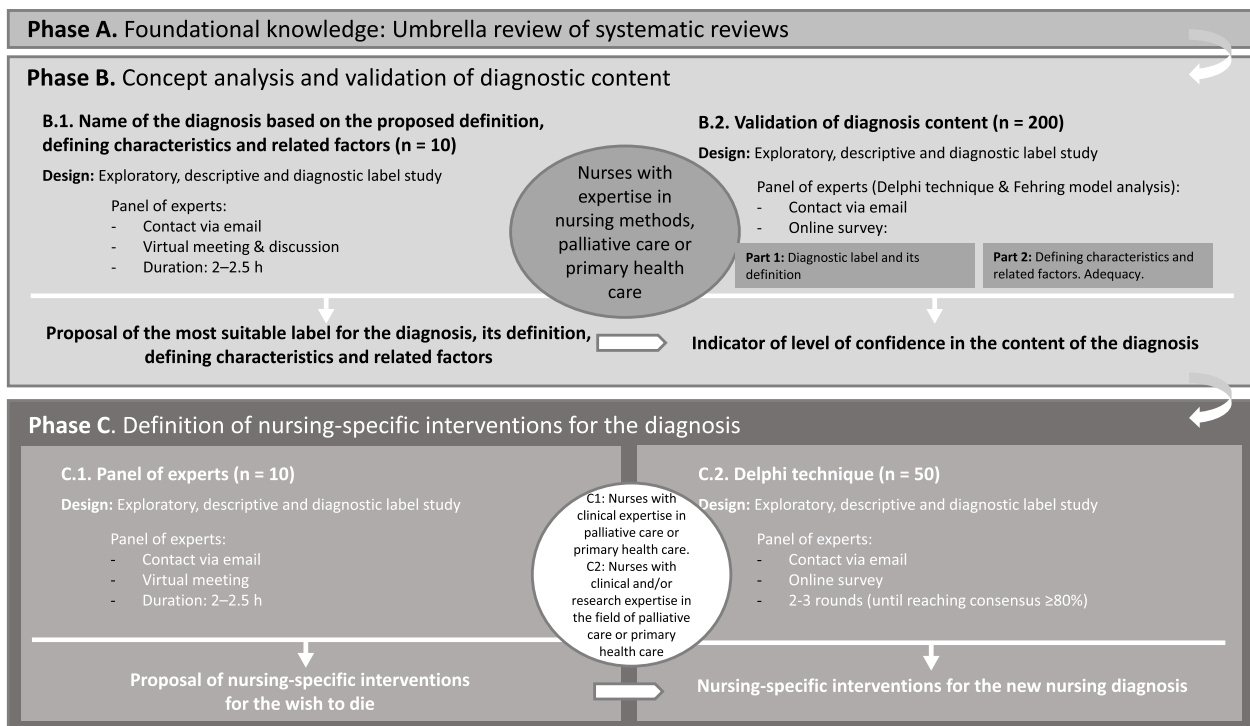 Phase A. Foundational knowledge: Umbrella review of systematic reviews
Phase B. Concept analysis and validation of diagnostic content
B.1. Name of the diagnosis based on the proposed definition,
defining characteristics and related factors (n = 10)
Design: Exploratory, descriptive and diagnostic label study
Panel of experts:
- Contact via email
- Virtual meeting & discussion
- Duration: 2–2.5 h
Proposal of the most suitable label for the diagnosis, its definition,
defining characteristics and related factors
Nurses with
expertise in
nursing methods,
palliative care or
primary health
care
B.2. Validation of diagnosis content (n = 200)
Design: Exploratory, descriptive and diagnostic label study
Panel of experts (Delphi technique & Fehring model analysis):
- Contact via email
- Online survey:
Part 1: Diagnostic label and its
definition
Part 2: Defining characteristics and
related factors. Adequacy.
Indicator of level of confidence in the content of the diagnosis
Phase C. Definition of nursing-specific interventions for the diagnosis
C.1. Panel of experts (n = 10)
Design: Exploratory, descriptive and diagnostic label study
Panel of experts:
- Contact via email
- Virtual meeting
- Duration: 2–2.5 h
Proposal of nursing-specific interventions
for the wish to die
C1: Nurses with
clinical expertise in
palliative care or
primary health care.
C2: Nurses with
clinical and/or
research expertise in
the field of palliative
care or primary
health care
C.2. Delphi technique (n = 50)
Design: Exploratory, descriptive and diagnostic label study
Panel of experts:
- Contact via email
- Online survey
- 2-3 rounds (until reaching consensus ≥80%)
Nursing-specific interventions for the new nursing diagnosis